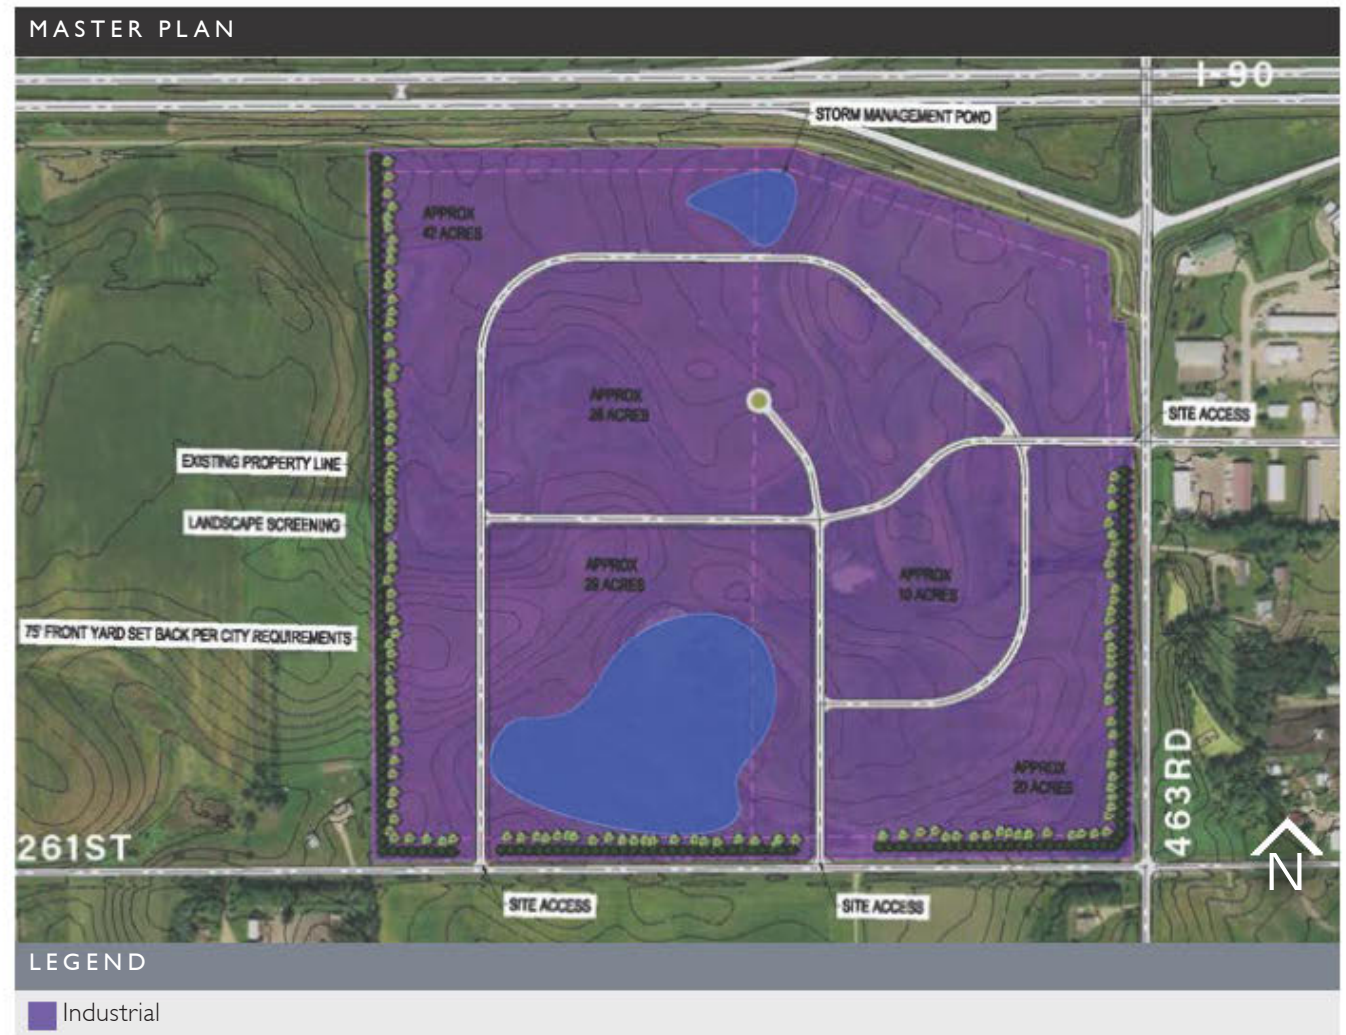 MASTER PLAN
I-90
STORM MANAGEMENT POND
APPROX
42 ACRES
APPROX
ACRES
SITE ACCESS
EXISTING PROPERTY LINE
LANDSCAPE SCREENING
APPROX
29 ACRES
APPROX
10 ACRES
75' FRONT YARD SET BACK PER CITY REQUIREMENTS
APPROX
20 ACRES
463RD
261ST
N
SITE ACCESS
SITE ACCESS
LEGEND
Industrial